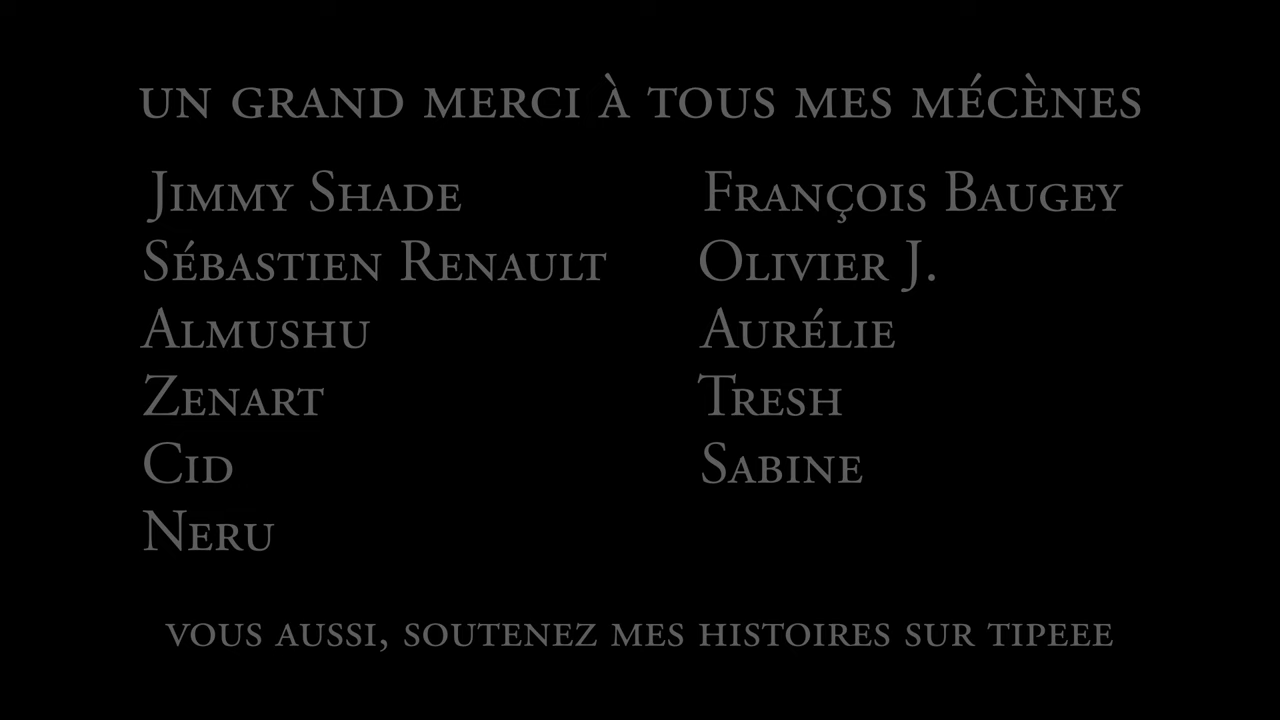 UN GRAND MERCI À TOUS MES MÉCÈNES
Jimmy Shade
Sébastien Renault
Almushu
Zenart
Cid
Neru
François Baugey
Olivier J.
Aurélie
Tresh
Sabine
VOUS AUSSI, SOUTENEZ MES HISTOIRES SUR TIPEEE